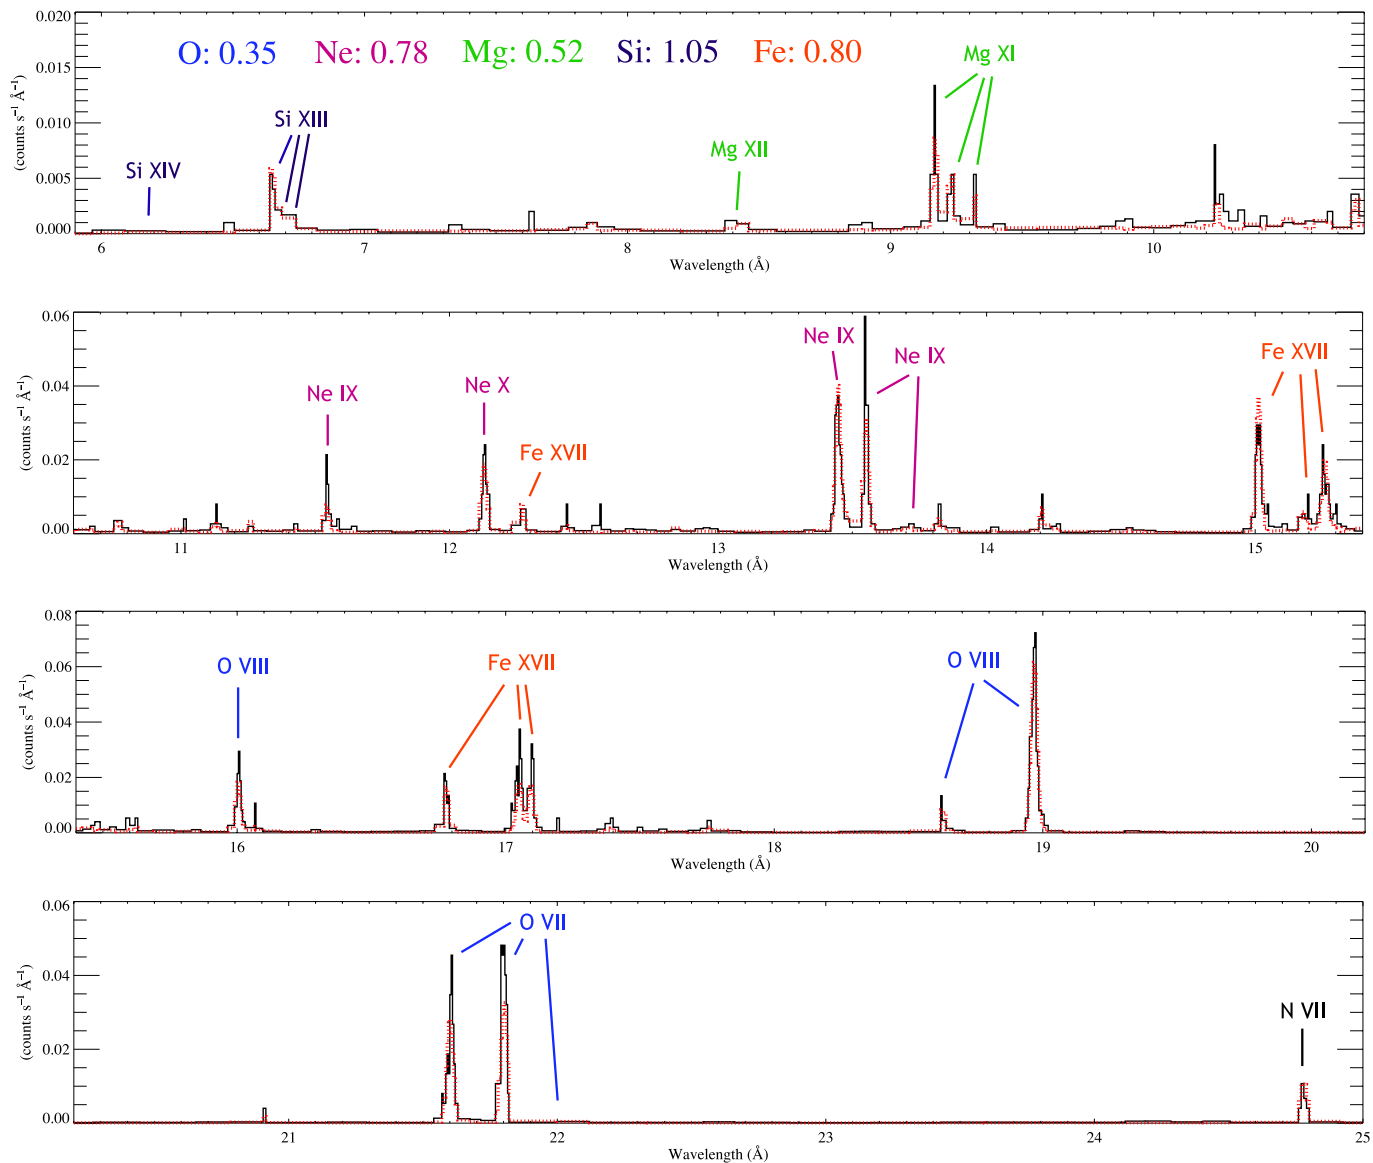 0.020
0.015
0.010
0.005
0.000
(counts s⁻¹ Å⁻¹)
O: 0.35 Ne: 0.78 Mg: 0.52 Si: 1.05 Fe: 0.80
Si XIV
Si XIII
Mg XII
Mg XI
6 7 8 9 10
Wavelength (Å)
0.06
0.04
0.02
0.00
(counts s⁻¹ Å⁻¹)
Ne IX
Ne X
Fe XVII
Ne IX
Ne IX
Fe XVII
11 12 13 14 15
Wavelength (Å)
0.08
0.06
0.04
0.02
0.00
(counts s⁻¹ Å⁻¹)
O VIII
Fe XVII
O VIII
16 17 18 19 20
Wavelength (Å)
0.06
0.04
0.02
0.00
(counts s⁻¹ Å⁻¹)
O VII
N VII
21 22 23 24 25
Wavelength (Å)